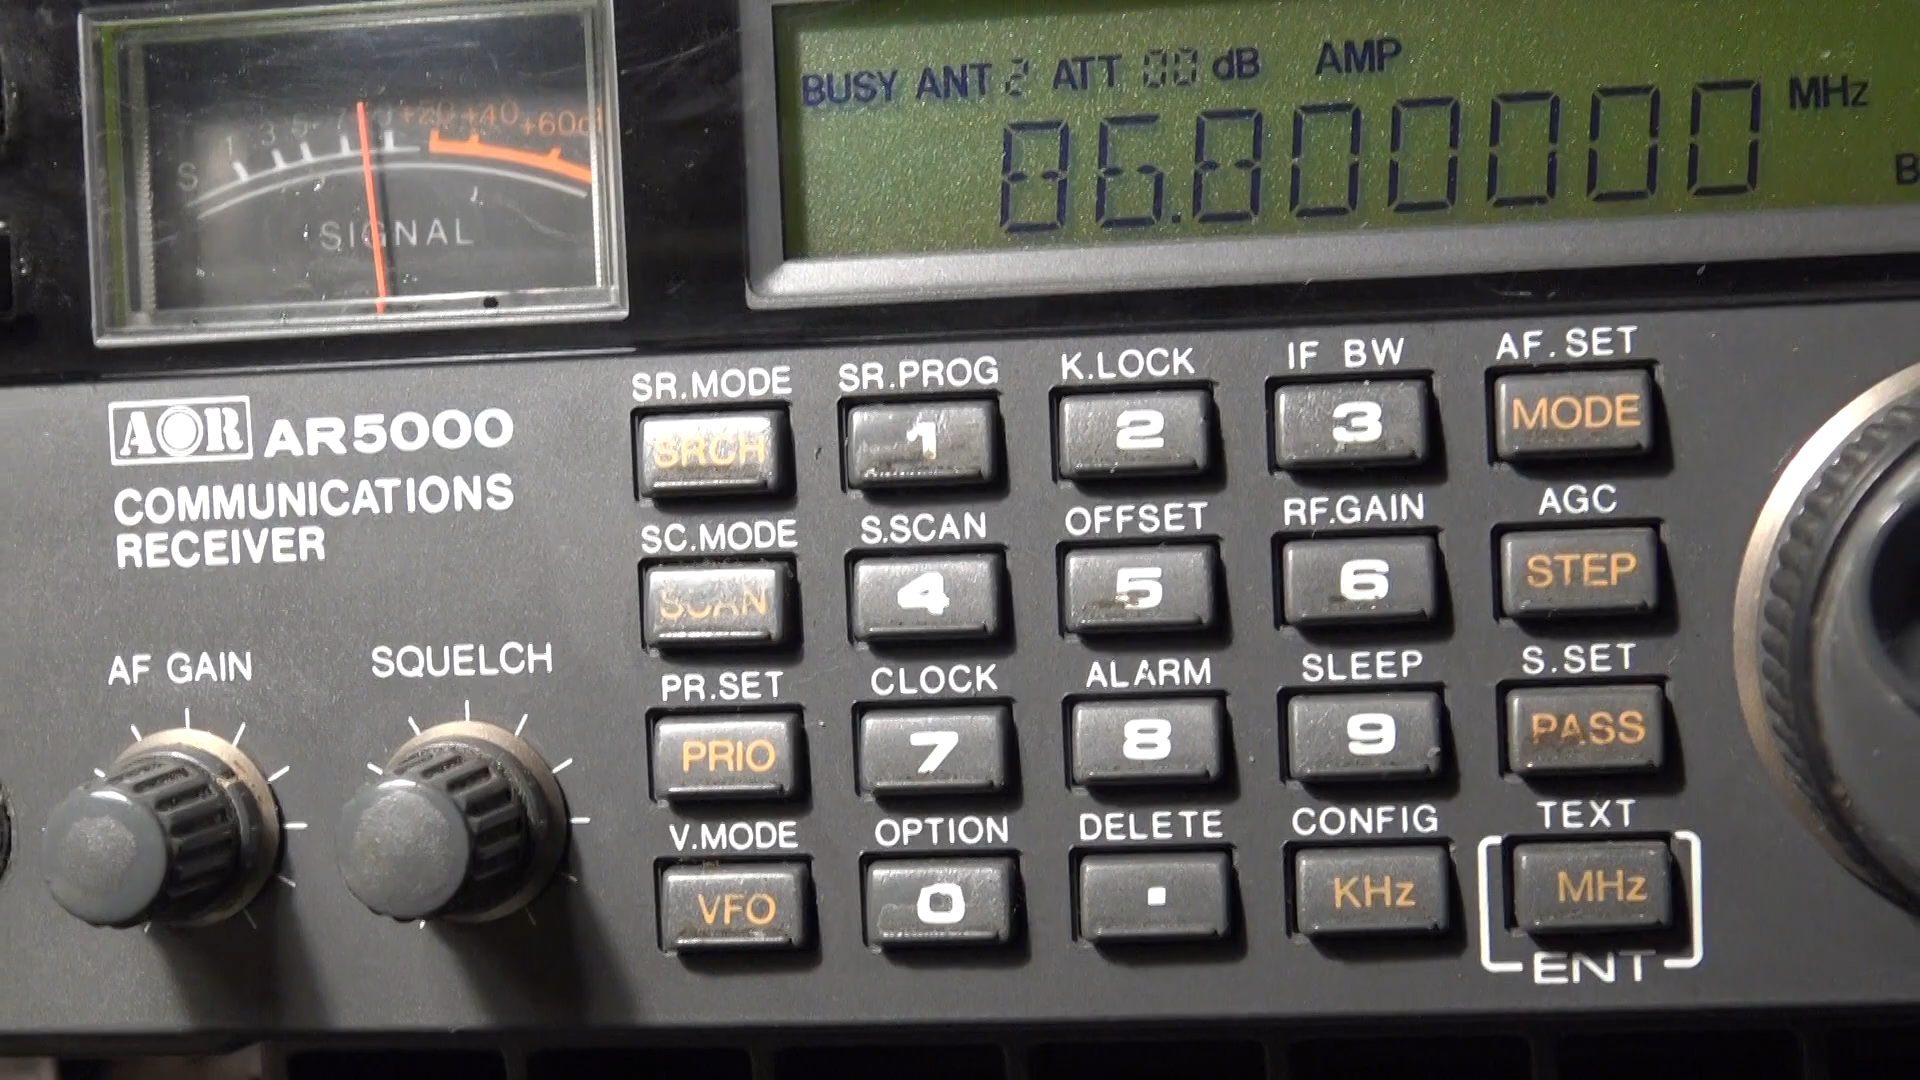 S 1 3 5 7 9 +20 +40 +60d
SIGNAL
BUSY ANT 2 ATT 00 dB AMP
86.800000 MHz
B
AOR AR5000
COMMUNICATIONS
RECEIVER
AF GAIN SQUELCH
SR.MODE SR.PROG K.LOCK IF BW AF.SET
SRCH 1 2 3 MODE
SC.MODE S.SCAN OFFSET RF.GAIN AGC
SCAN 4 5 6 STEP
PR.SET CLOCK ALARM SLEEP S.SET
PRIO 7 8 9 PASS
V.MODE OPTION DELETE CONFIG TEXT
VFO 0 . KHz MHz
ENT